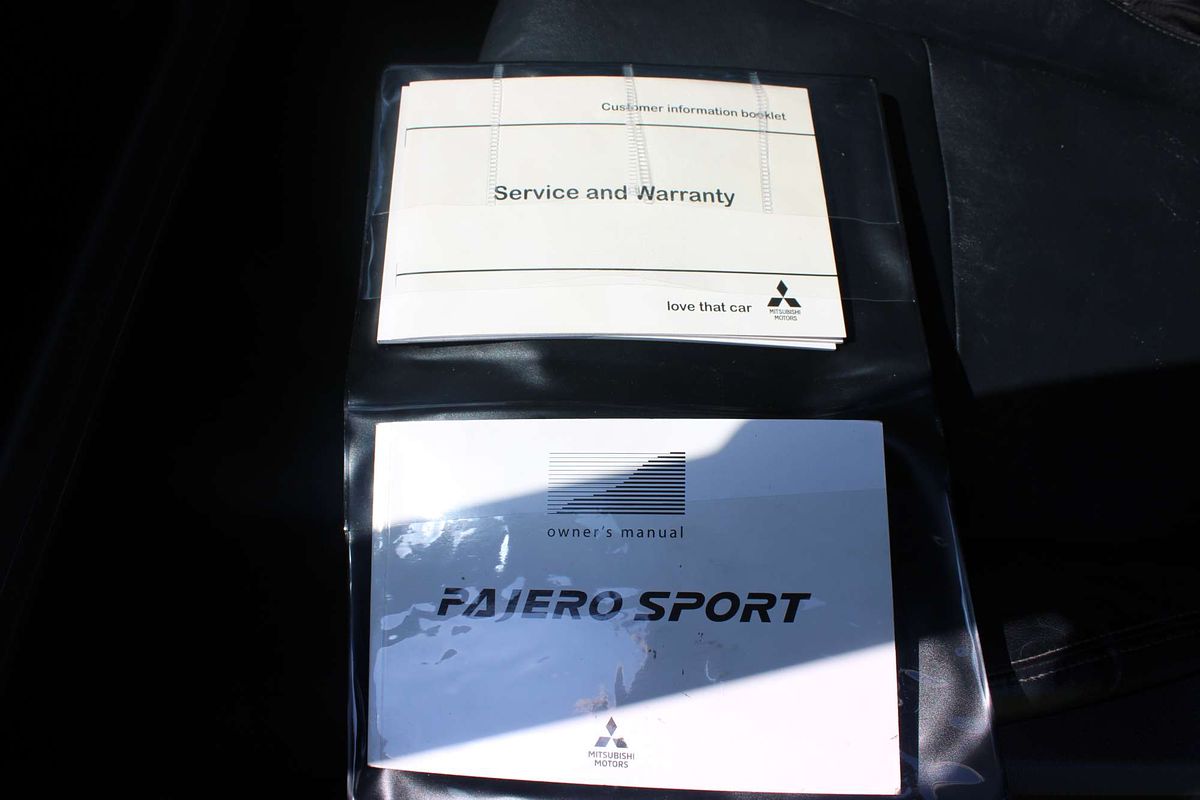 Customer information booklet
Service and Warranty
love that car
MITSUBISHI
MOTORS
owner's manual
PAJERO SPORT
MITSUBISHI
MOTORS